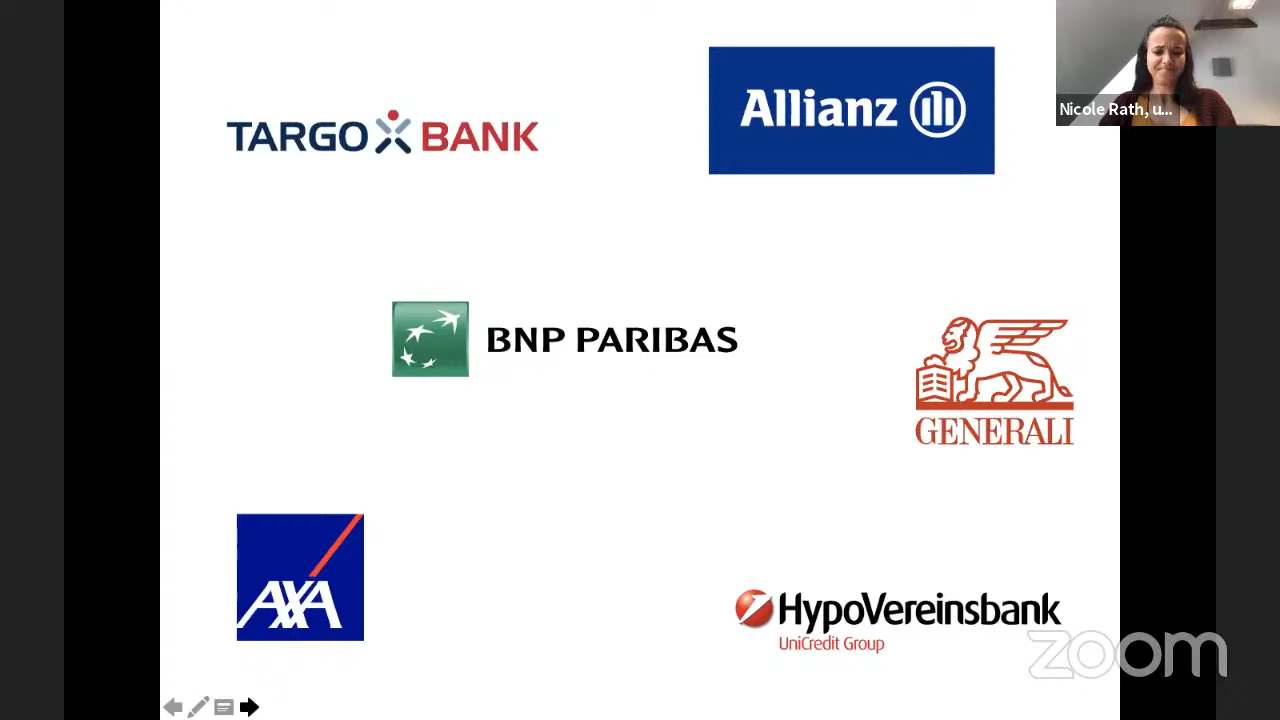 Allianz
Nicole Rath, u...
TARGO BANK
BNP PARIBAS
GENERALI
AXA
HypoVereinsbank
UniCredit Group
zoom